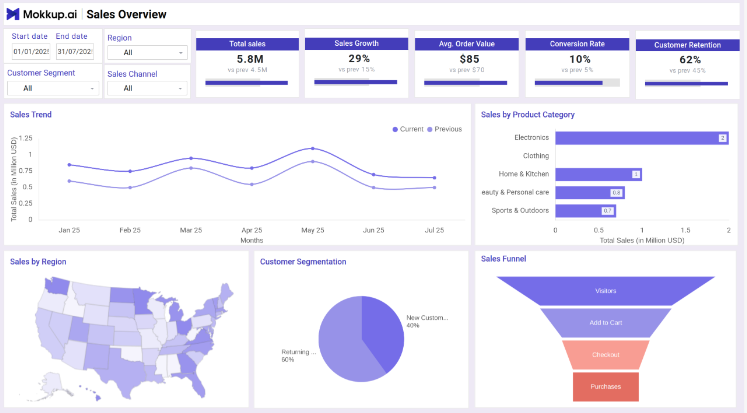 Mokkup.ai | Sales Overview
Start date End date
01/01/202 31/07/202
Region
All
Customer Segment
All
Sales Channel
All
Total sales
5.8M
vs prev 4.5M
Sales Growth
29%
vs prev 15%
Avg. Order Value
$85
vs prev $70
Conversion Rate
10%
vs prev 5%
Customer Retention
62%
vs prev 45%
Sales Trend
Current Previous
Total Sales (in Million USD)
1.25
1
0.75
0.5
0.25
0
Jan 25 Feb 25 Mar 25 Apr 25 May 25 Jun 25 Jul 25
Months
Sales by Product Category
Electronics 2
Clothing
Home & Kitchen 1
eauty & Personal care 0.8
Sports & Outdoors 0.7
0 0.5 1 1.5 2
Total Sales (in Million USD)
Sales by Region
Customer Segmentation
New Custom...
40%
Returning ...
60%
Sales Funnel
Visitors
Add to Cart
Checkout
Purchases